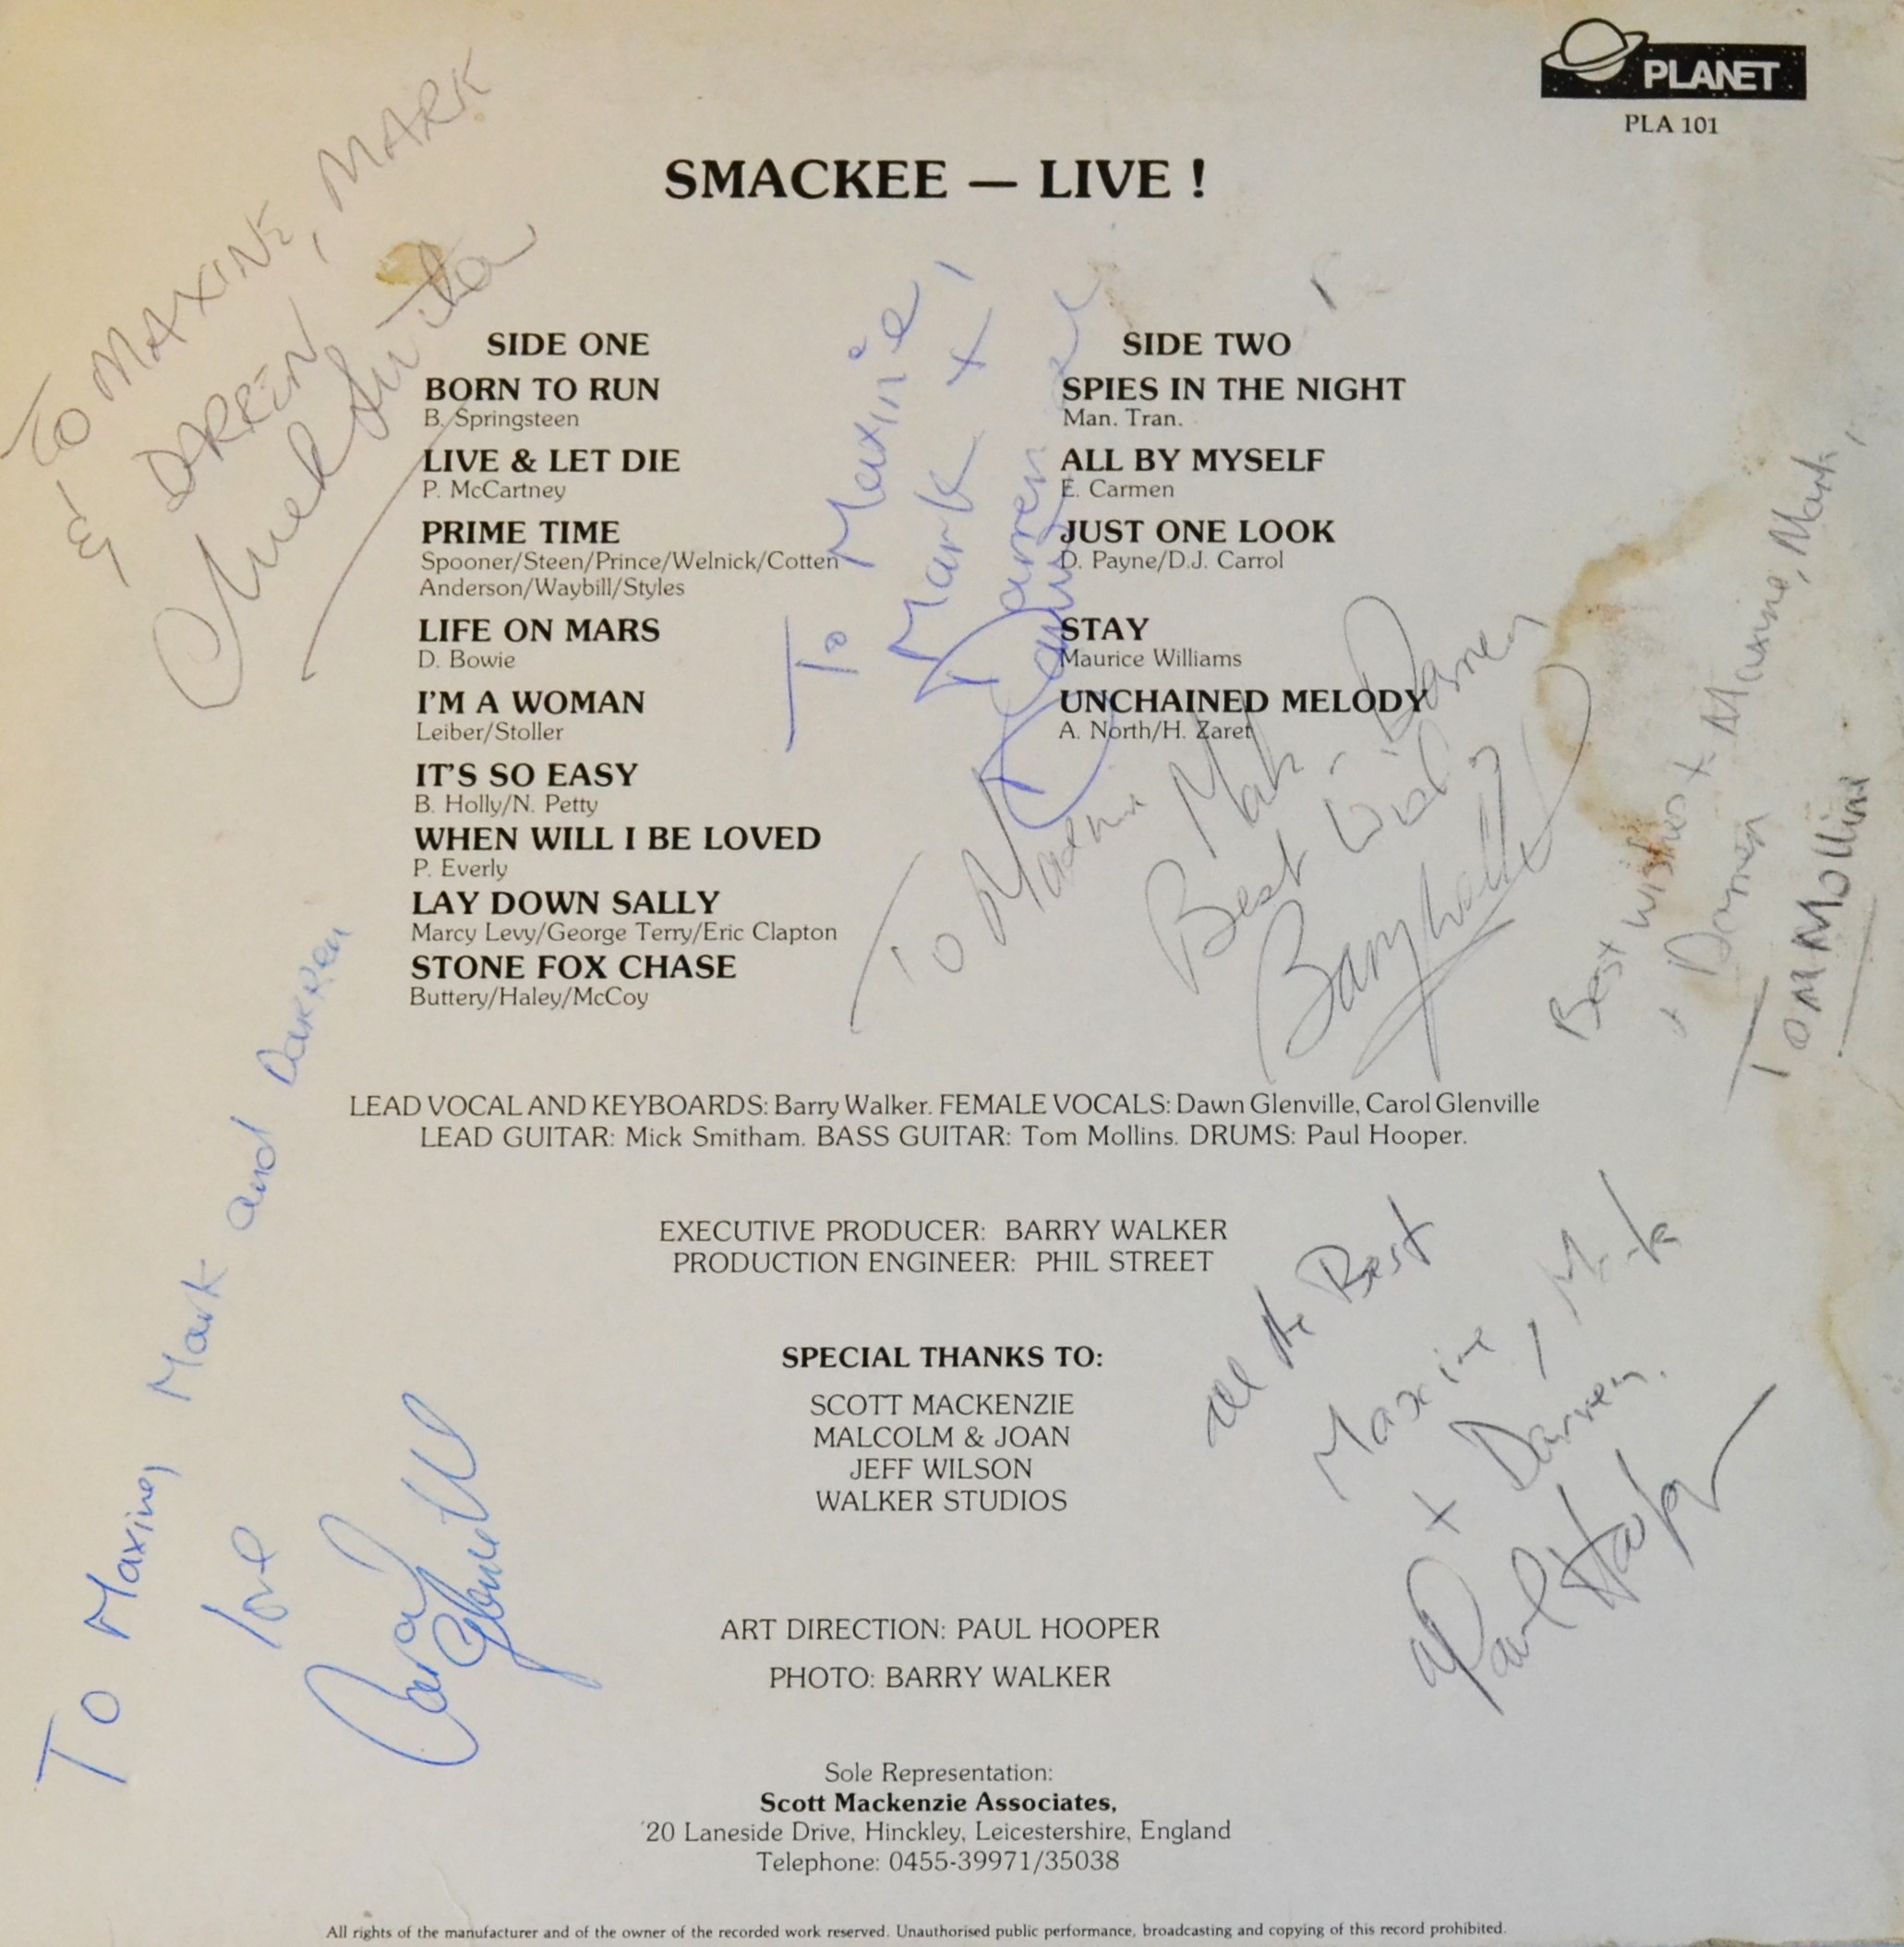 PLANET
PLA 101
SMACKEE — LIVE !
TO MAXINE, MARK
& DARREN
SIDE ONE
BORN TO RUN
B. Springsteen
LIVE & LET DIE
P. McCartney
PRIME TIME
Spooner/Steen/Prince/Welnick/Cotten
Anderson/Waybill/Styles
LIFE ON MARS
D. Bowie
I'M A WOMAN
Leiber/Stoller
IT'S SO EASY
B. Holly/N. Petty
WHEN WILL I BE LOVED
P. Everly
LAY DOWN SALLY
Marcy Levy/George Terry/Eric Clapton
STONE FOX CHASE
Buttery/Haley/McCoy
To Maxine,
Mark +
Darren
SIDE TWO
SPIES IN THE NIGHT
Man. Tran.
ALL BY MYSELF
E. Carmen
JUST ONE LOOK
D. Payne/D.J. Carrol
STAY
Maurice Williams
UNCHAINED MELODY
A. North/H. Zaret
TO Maxine Mark Darren
Best Wishes
Barry Walker
Best wishes to Maxine, Mark,
+ Darren
Tom Mollins
LEAD VOCAL AND KEYBOARDS: Barry Walker. FEMALE VOCALS: Dawn Glenville, Carol Glenville
LEAD GUITAR: Mick Smitham. BASS GUITAR: Tom Mollins. DRUMS: Paul Hooper.
EXECUTIVE PRODUCER: BARRY WALKER
PRODUCTION ENGINEER: PHIL STREET
SPECIAL THANKS TO:
SCOTT MACKENZIE
MALCOLM & JOAN
JEFF WILSON
WALKER STUDIOS
To Maxine, Mark and Darren
love
Carol Glenville
all the Best
Maxine, Mark
+ Darren.
Paul Hooper
ART DIRECTION: PAUL HOOPER
PHOTO: BARRY WALKER
Sole Representation:
Scott Mackenzie Associates,
20 Laneside Drive, Hinckley, Leicestershire, England
Telephone: 0455-39971/35038
All rights of the manufacturer and of the owner of the recorded work reserved. Unauthorised public performance, broadcasting and copying of this record prohibited.